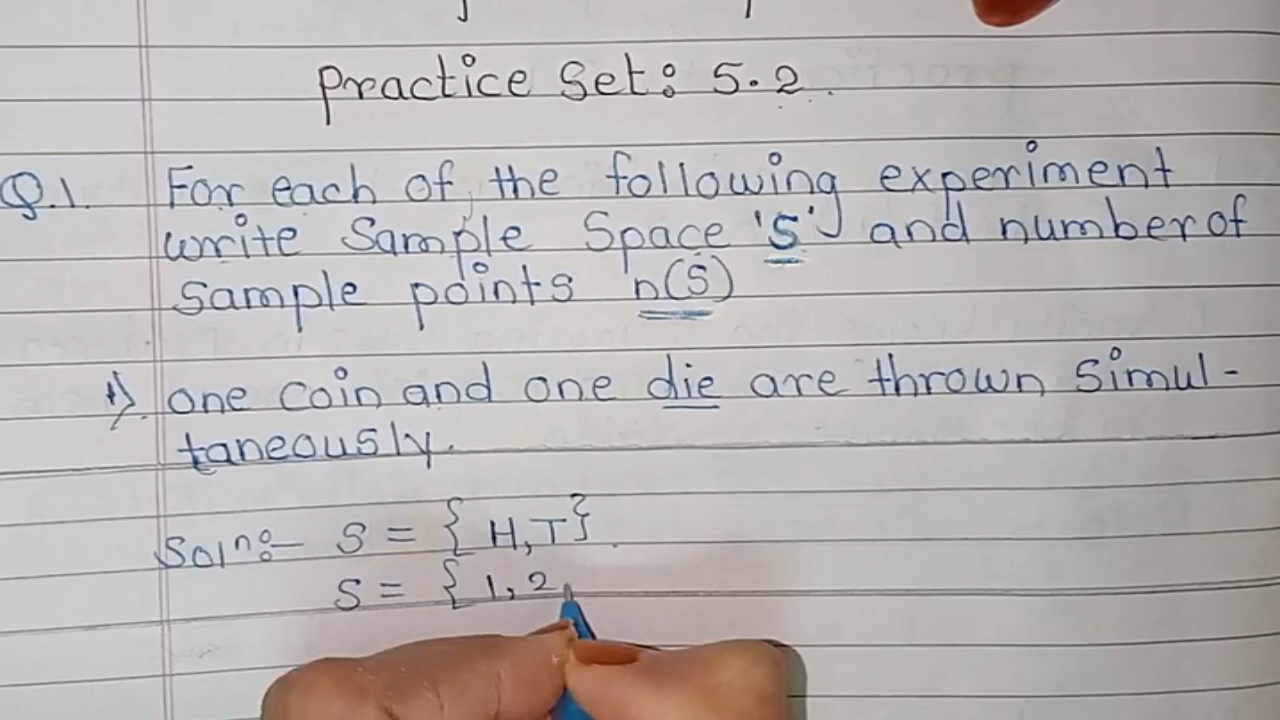 Practice Set: 5.2.
Q.1. For each of the following experiment
write Sample Space 'S' and number of
Sample points n(S)
1). one coin and one die are thrown Simul-
taneously.
Solⁿ:- S = { H, T}.
S = { 1, 2,